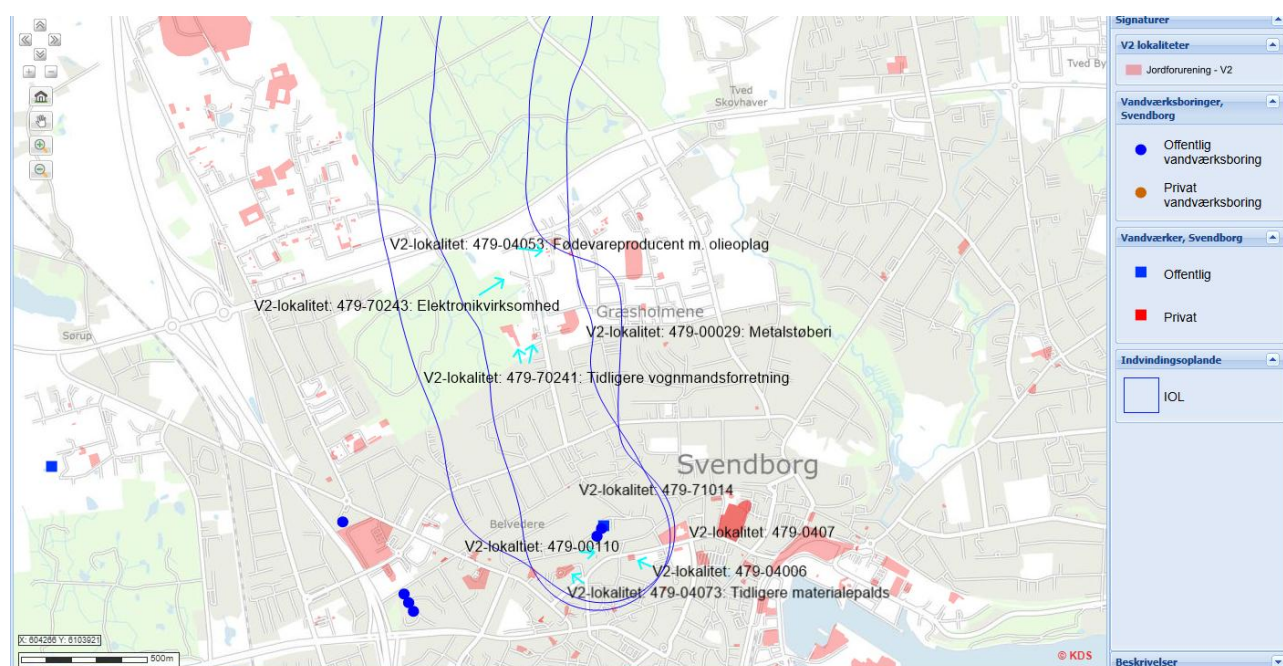 Signaturer
V2 lokaliteter
Jordforurening - V2
Vandværksboringer,
Svendborg
Offentlig
vandværksboring
Privat
vandværksboring
Vandværker, Svendborg
Offentlig
Privat
Indvindingsoplande
IOL
Beskrivelser
Tved By
Tved
Skovhaver
V2-lokalitet: 479-04053: Fødevareproducent m. olieoplag
V2-lokalitet: 479-70243: Elektronikvirksomhed
Græsholmene
V2-lokalitet: 479-00029: Metalstøberi
Sørup
V2-lokalitet: 479-70241: Tidligere vognmandsforretning
Svendborg
V2-lokalitet: 479-71014
Belvedere
V2-lokalitet: 479-0407
V2-lokaltiet: 479-00110
V2-lokalitet: 479-04006
V2-lokalitet: 479-04073: Tidligere materialepalds
X: 604266 Y: 6103921
500m
© KDS